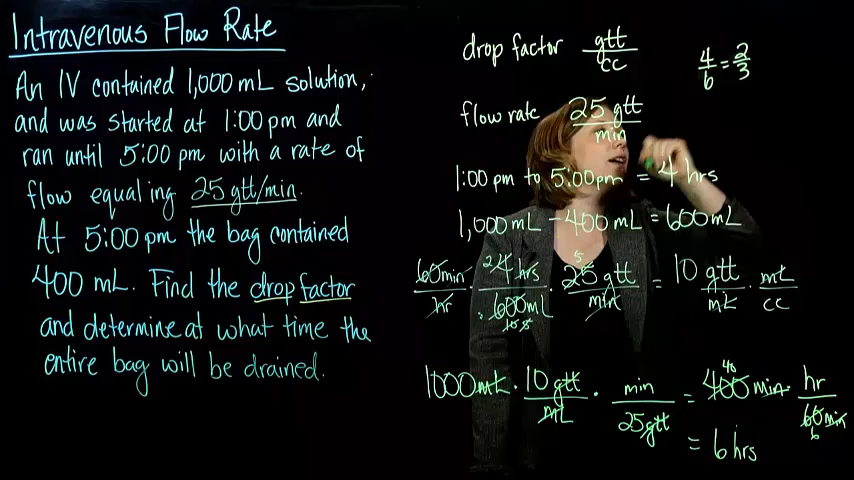 Intravenous Flow Rate
An IV contained 1,000 mL solution,
and was started at 1:00 pm and
ran until 5:00 pm with a rate of
flow equaling 25 gtt/min.
At 5:00 pm the bag contained
400 mL. Find the drop factor
and determine at what time the
entire bag will be drained.
drop factor gtt/cc
4/6 = 2/3
flow rate 25 gtt/min
1:00 pm to 5:00 pm = 4 hrs
1,000 mL - 400 mL = 600 mL
60 min/hr · 4 hrs/600 mL · 25 gtt/min = 10 gtt/mL · mL/cc
1000 mL · 10 gtt/mL · min/25 gtt = 400 min · hr/60 min
= 6 hrs